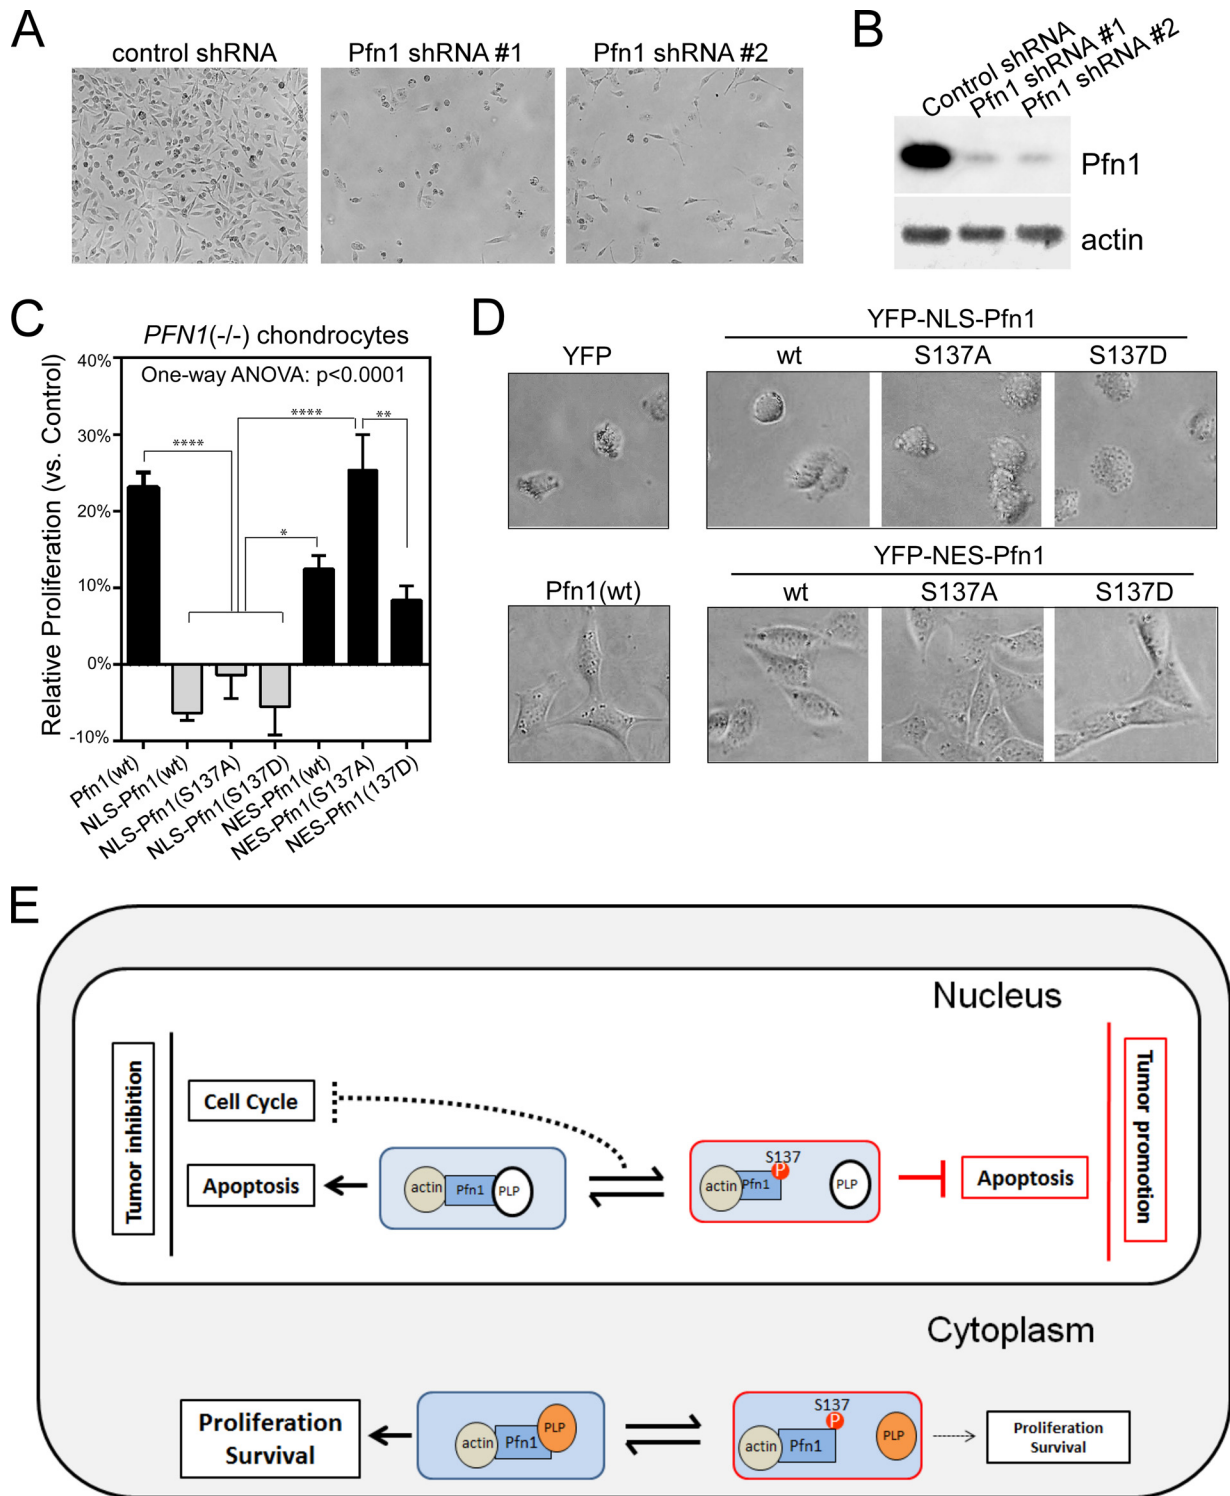 A
control shRNA
Pfn1 shRNA #1
Pfn1 shRNA #2
B
Control shRNA
Pfn1 shRNA #1
Pfn1 shRNA #2
Pfn1
actin
C
PFN1(-/-) chondrocytes
Relative Proliferation (vs. Control)
40%
30%
20%
10%
0%
-10%
One-way ANOVA: p<0.0001
****
****
**
*
Pfn1(wt)
NLS-Pfn1(wt)
NLS-Pfn1(S137A)
NLS-Pfn1(S137D)
NES-Pfn1(wt)
NES-Pfn1(S137A)
NES-Pfn1(137D)
D
YFP
YFP-NLS-Pfn1
wt
S137A
S137D
Pfn1(wt)
YFP-NES-Pfn1
wt
S137A
S137D
E
Nucleus
Tumor inhibition
Cell Cycle
Apoptosis
actin
Pfn1
PLP
S137
P
actin
Pfn1
PLP
Apoptosis
Tumor promotion
Cytoplasm
Proliferation
Survival
actin
Pfn1
PLP
S137
P
actin
Pfn1
PLP
Proliferation
Survival